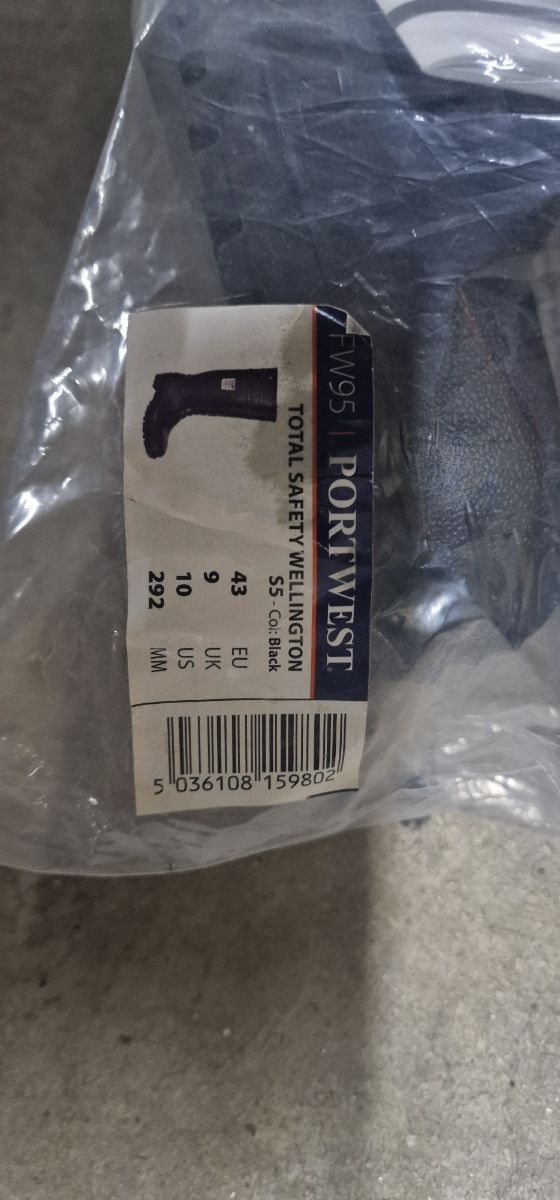 FW95 | PORTWEST
TOTAL SAFETY WELLINGTON
S5 - Col: Black
43 EU
9 UK
10 US
292 MM
5 036108 159802